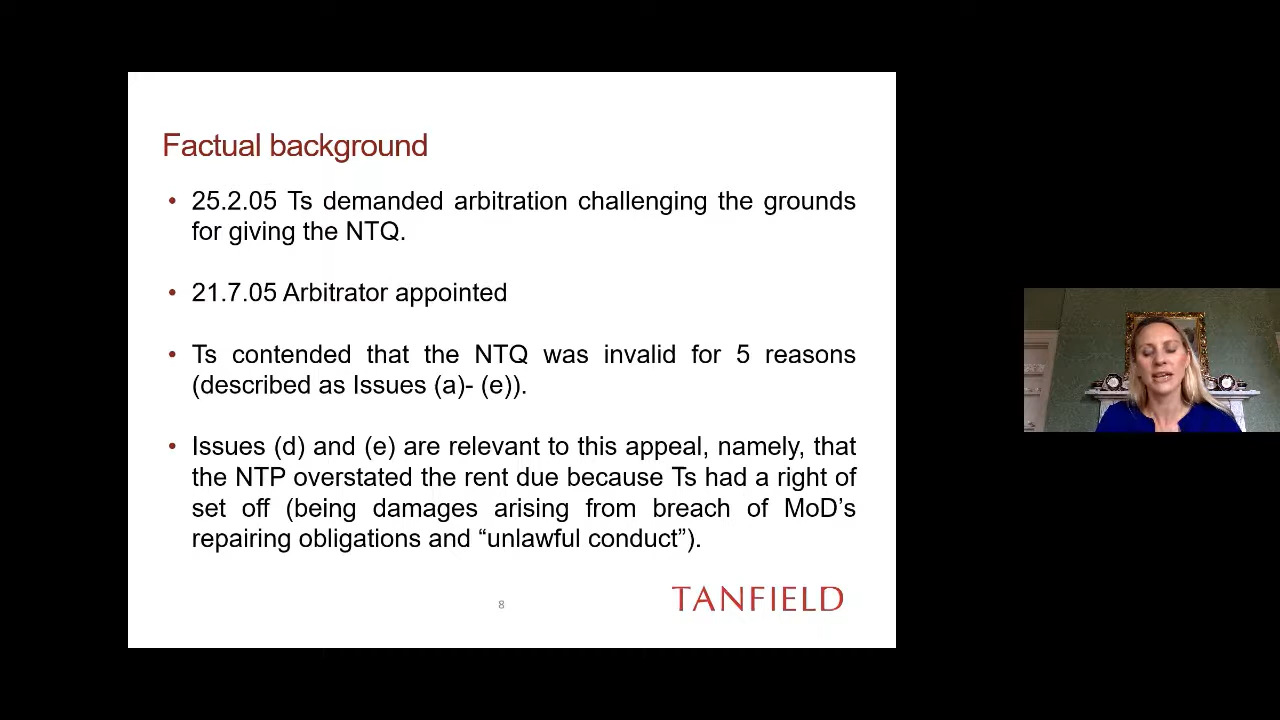 Factual background
• 25.2.05 Ts demanded arbitration challenging the grounds
for giving the NTQ.
• 21.7.05 Arbitrator appointed
• Ts contended that the NTQ was invalid for 5 reasons
(described as Issues (a)- (e)).
• Issues (d) and (e) are relevant to this appeal, namely, that
the NTP overstated the rent due because Ts had a right of
set off (being damages arising from breach of MoD’s
repairing obligations and “unlawful conduct”).
8
TANFIELD